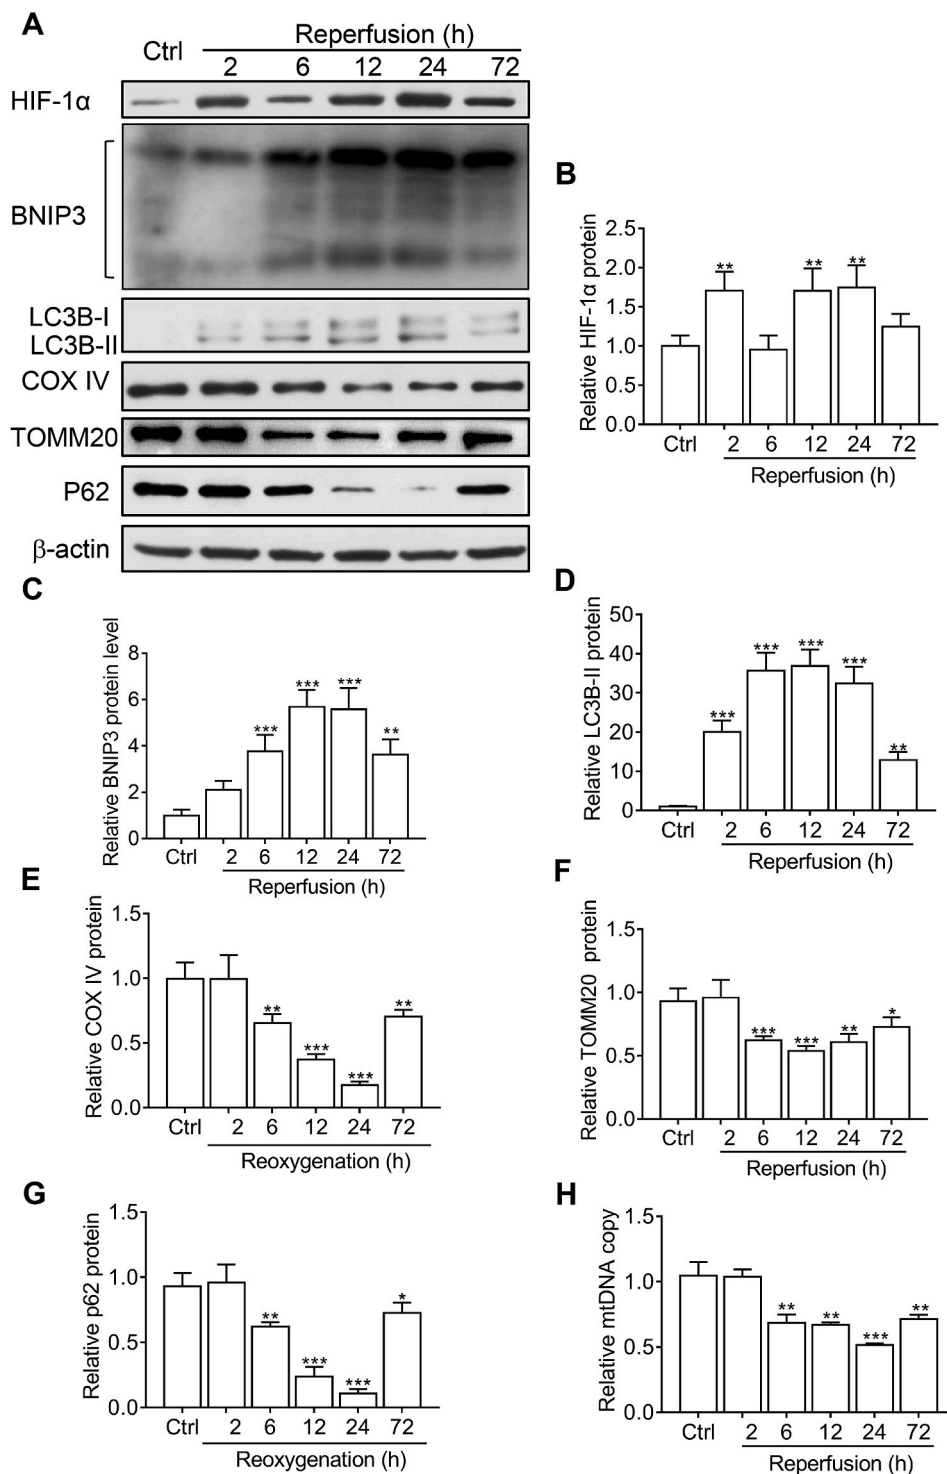 A
Ctrl
Reperfusion (h)
2 6 12 24 72
HIF-1α
BNIP3
LC3B-I
LC3B-II
COX IV
TOMM20
P62
β-actin
B
Relative HIF-1α protein
2.5
2.0
1.5
1.0
0.5
0.0
** ** **
Ctrl 2 6 12 24 72
Reperfusion (h)
C
Relative BNIP3 protein level
8
6
4
2
0
*** *** *** **
Ctrl 2 6 12 24 72
Reperfusion (h)
D
Relative LC3B-II protein
50
40
30
20
10
0
*** *** *** *** **
Ctrl 2 6 12 24 72
Reperfusion (h)
E
Relative COX IV protein
1.5
1.0
0.5
0.0
** *** *** **
Ctrl 2 6 12 24 72
Reoxygenation (h)
F
Relative TOMM20 protein
1.5
1.0
0.5
0.0
*** *** ** *
Ctrl 2 6 12 24 72
Reperfusion (h)
G
Relative p62 protein
1.5
1.0
0.5
0.0
** *** *** *
Ctrl 2 6 12 24 72
Reoxygenation (h)
H
Relative mtDNA copy
1.5
1.0
0.5
0.0
** ** *** **
Ctrl 2 6 12 24 72
Reperfusion (h)